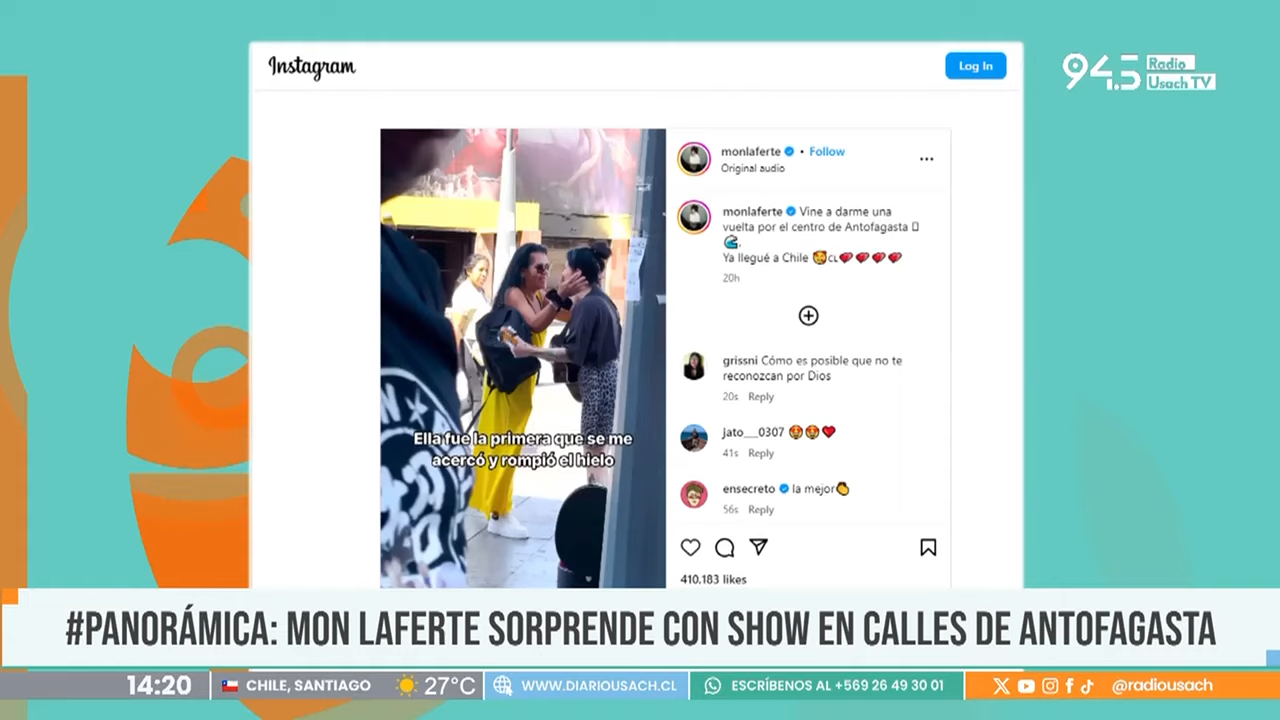 Instagram
Log In
94.5 Radio
Usach TV
monlaferte • Follow
Original audio
monlaferte Vine a darme una
vuelta por el centro de Antofagasta
Ya llegué a Chile 🥰CL💖💖💖💖
20h
grissni Cómo es posible que no te
reconozcan por Dios
20s Reply
jato___0307 😍😍❤️
41s Reply
ensecreto la mejor👏
56s Reply
410.183 likes
Ella fue la primera que se me
acercó y rompió el hielo
#PANORÁMICA: MON LAFERTE SORPRENDE CON SHOW EN CALLES DE ANTOFAGASTA
14:20 CHILE, SANTIAGO 27°C WWW.DIARIOUSACH.CL ESCRÍBENOS AL +569 26 49 30 01 @radiousach